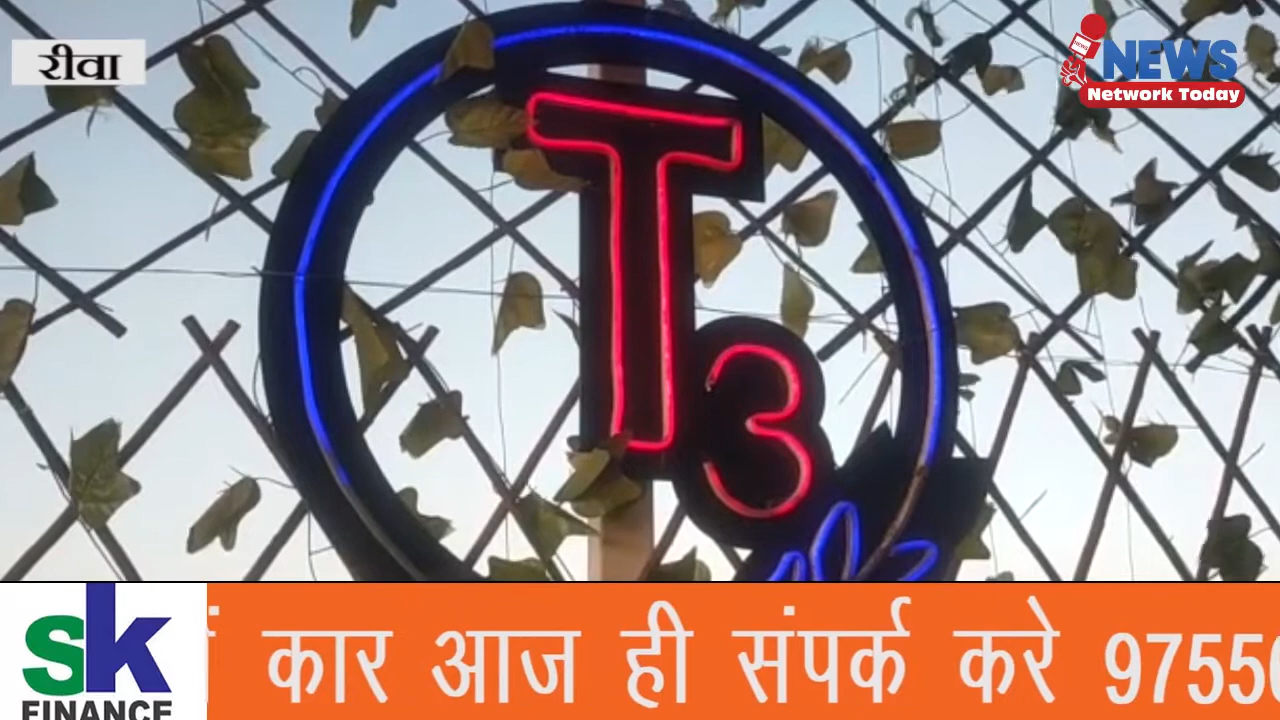 रीवा
NEWS
Network Today
T3
कार आज ही संपर्क करे 9755
sk
FINANCE